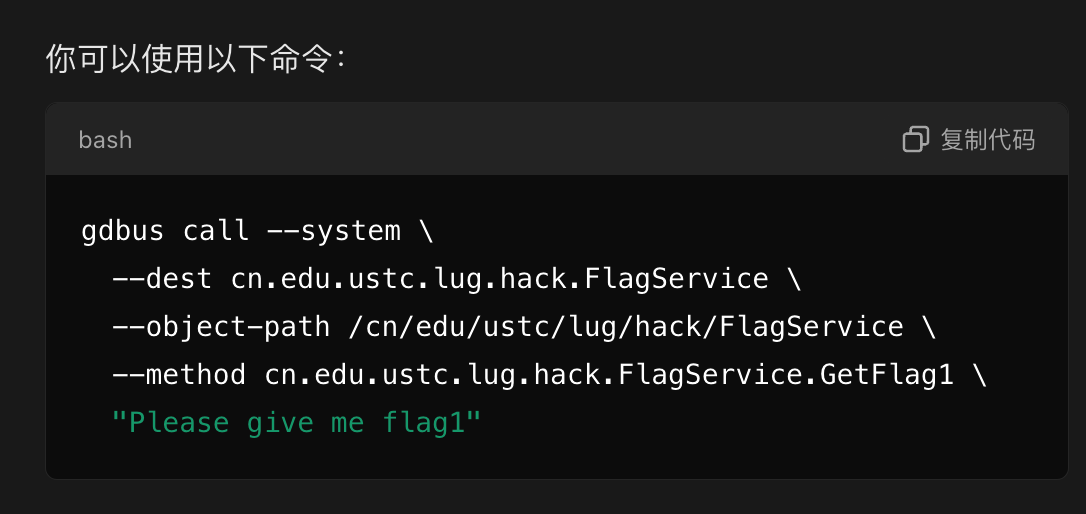 你可以使用以下命令：
bash
复制代码
gdbus call --system \
--dest cn.edu.ustc.lug.hack.FlagService \
--object-path /cn/edu/ustc/lug/hack/FlagService \
--method cn.edu.ustc.lug.hack.FlagService.GetFlag1 \
"Please give me flag1"